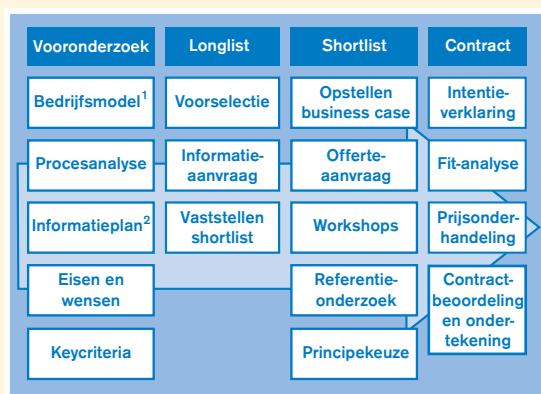 Vooronderzoek
Bedrijfsmodel¹
Procesanalyse
Informatieplan²
Eisen en
wensen
Keycriteria
Longlist
Voorselectie
Informatie-
aanvraag
Vaststellen
shortlist
Shortlist
Opstellen
business case
Offerte-
aanvraag
Workshops
Referentie-
onderzoek
Principekeuze
Contract
Intentie-
verklaring
Fit-analyse
Prijsonder-
handeling
Contract-
beoordeling
en onder-
tekening